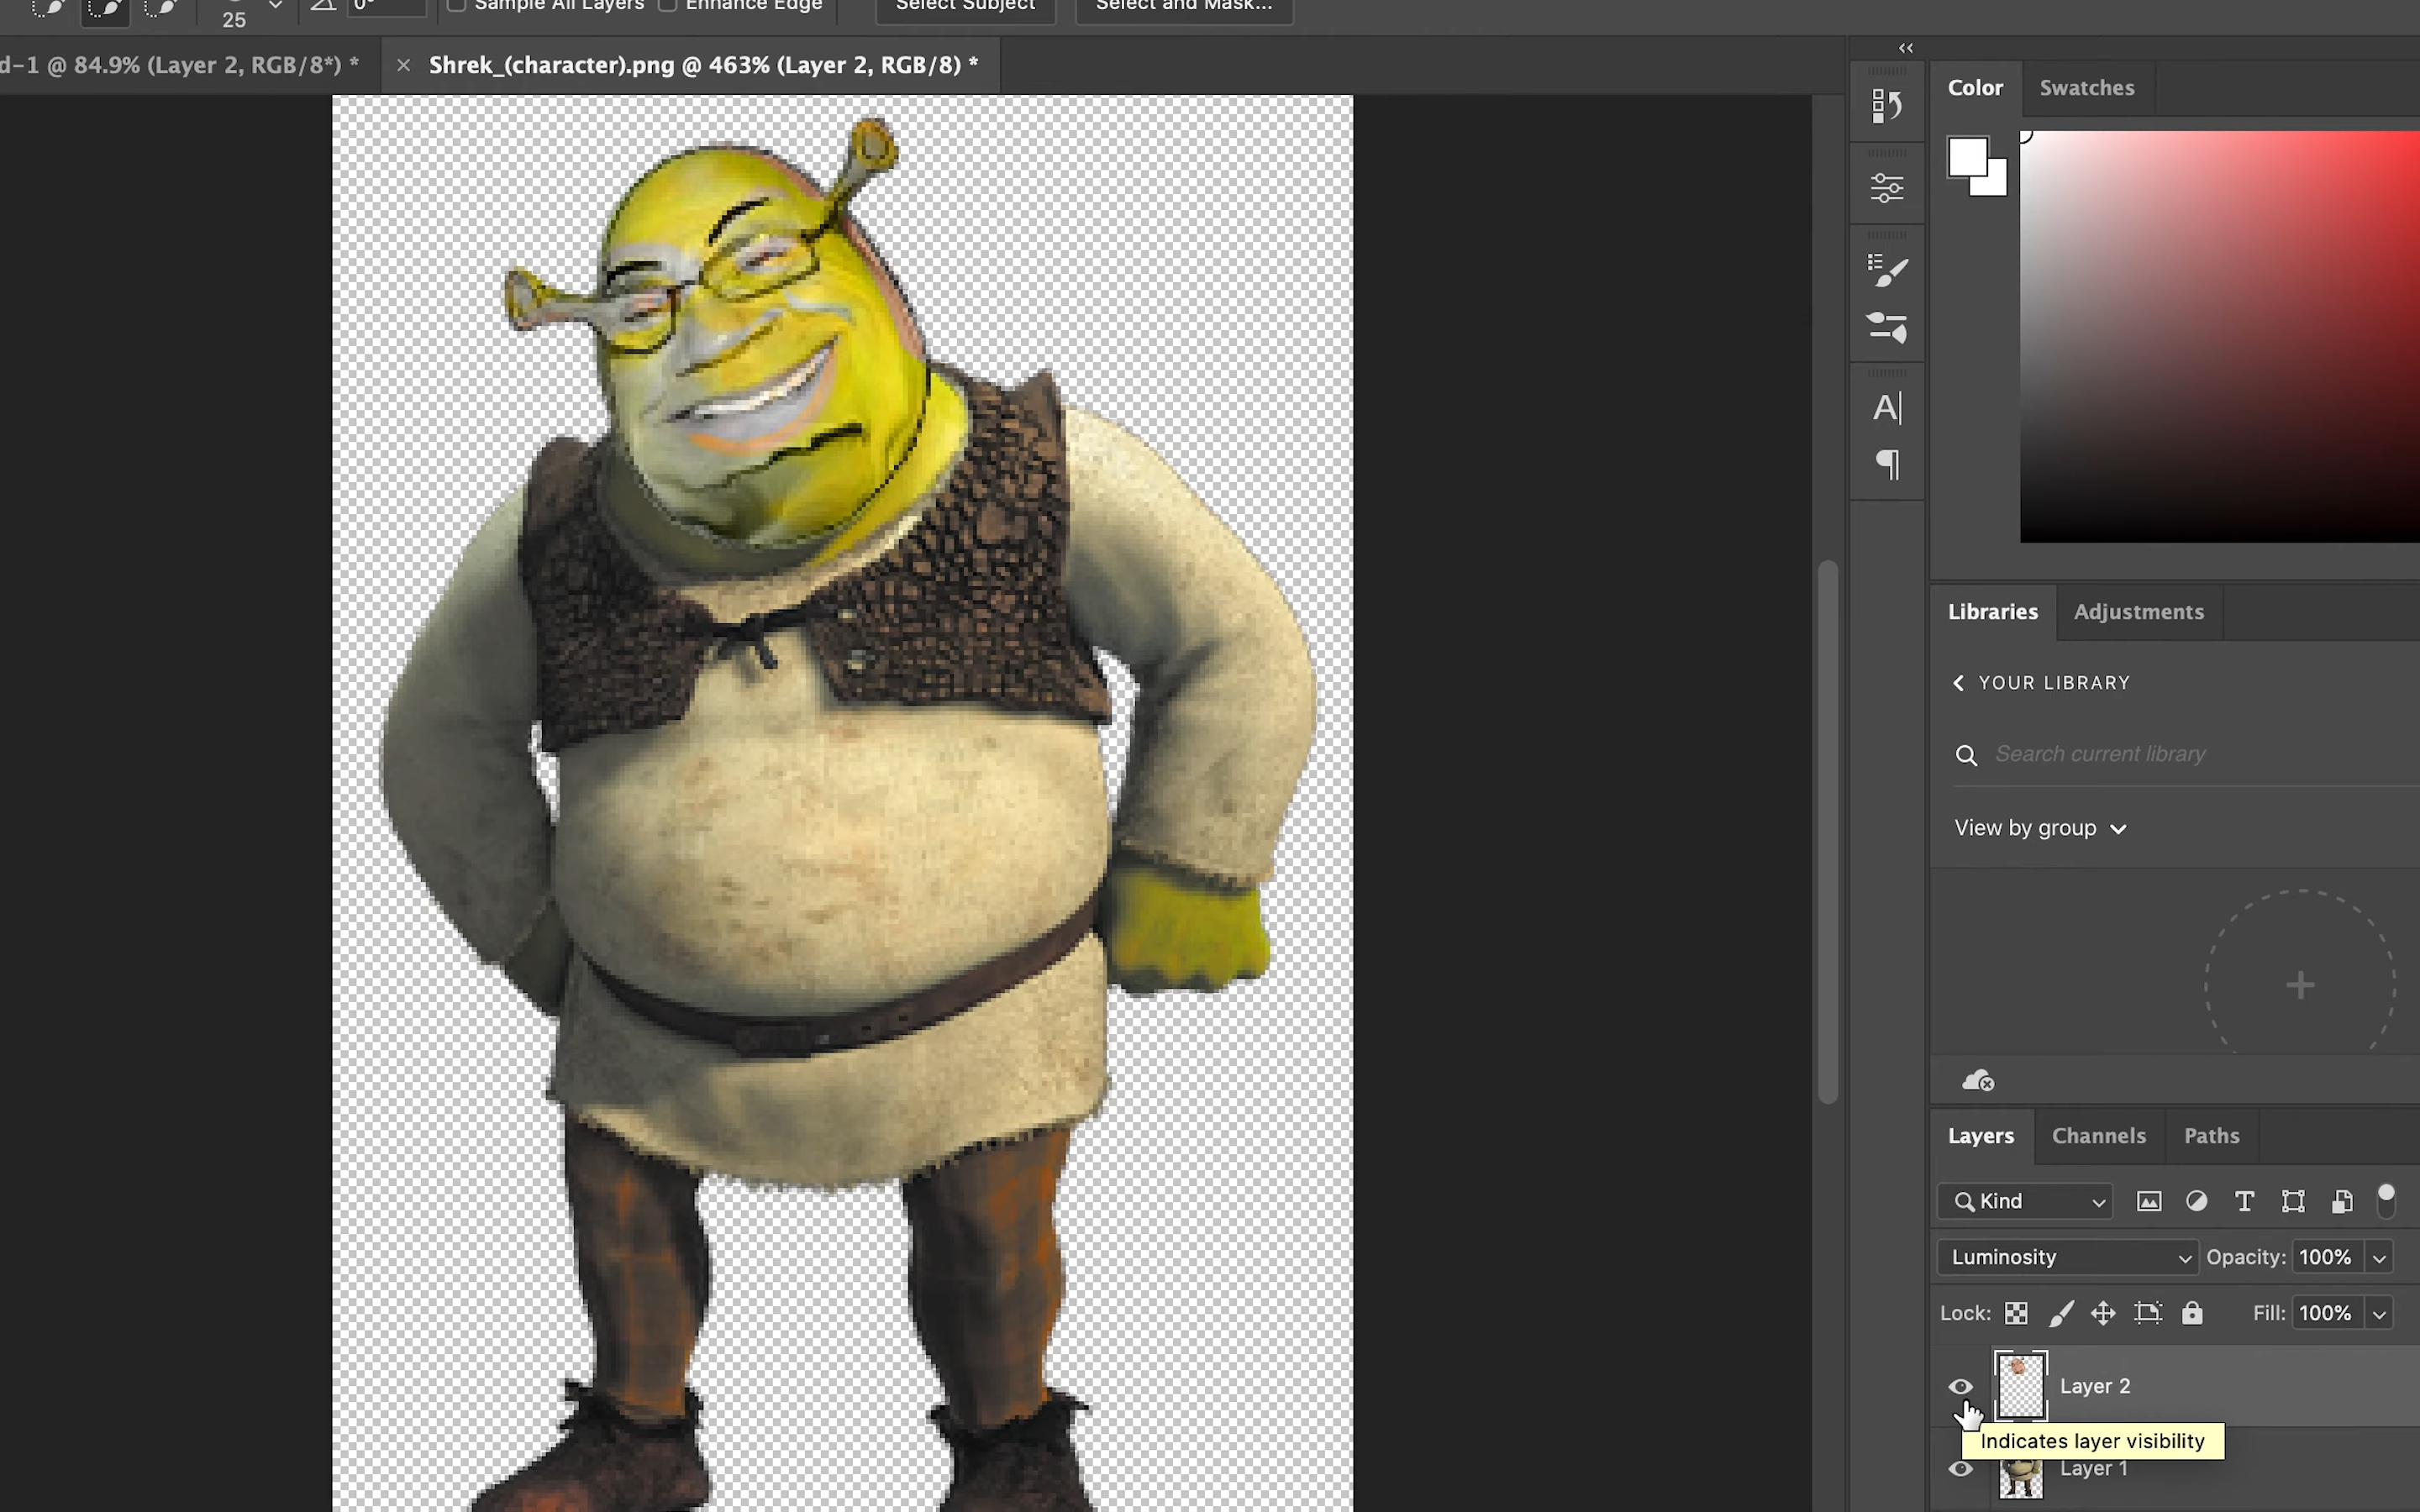 25
0°
Sample All Layers
Enhance Edge
Select Subject
Select and Mask...
d-1 @ 84.9% (Layer 2, RGB/8*) *
× Shrek_(character).png @ 463% (Layer 2, RGB/8) *
Color
Swatches
A|
¶
Libraries
Adjustments
YOUR LIBRARY
Search current library
View by group
Layers
Channels
Paths
Kind
T
Luminosity
Opacity: 100%
Lock:
Fill: 100%
Layer 2
Indicates layer visibility
Layer 1